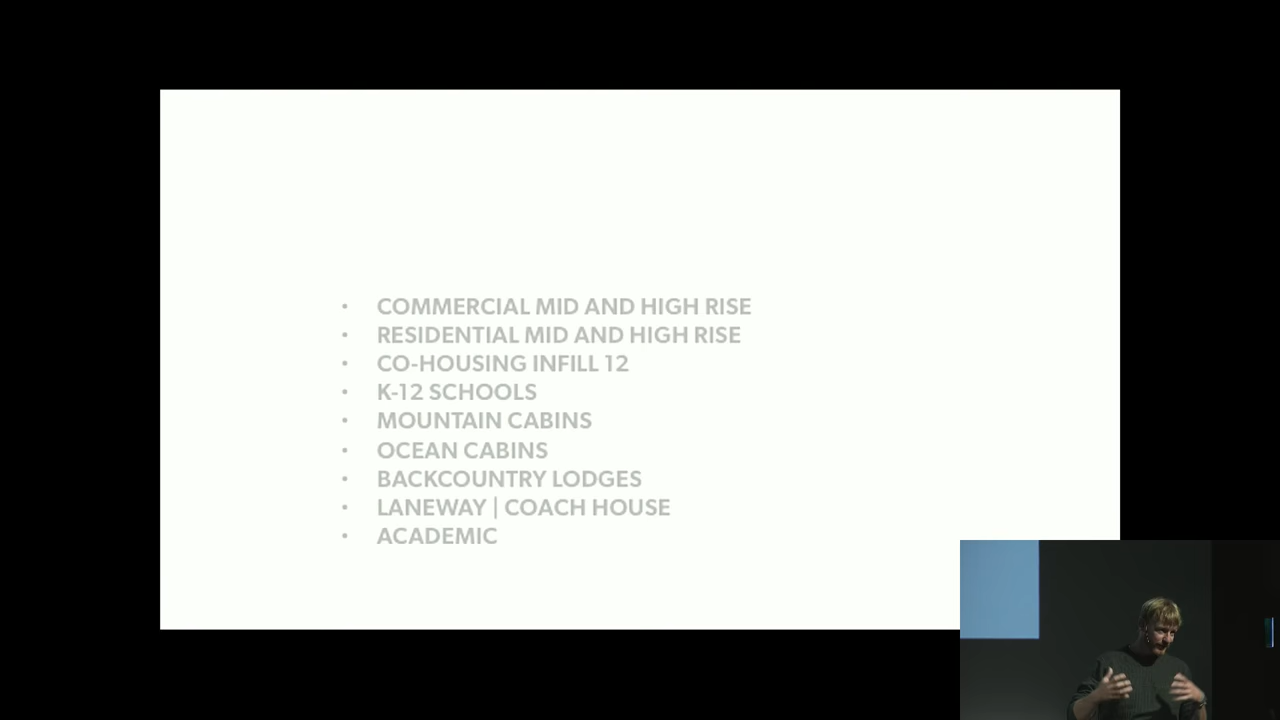 • COMMERCIAL MID AND HIGH RISE
• RESIDENTIAL MID AND HIGH RISE
• CO-HOUSING INFILL 12
• K-12 SCHOOLS
• MOUNTAIN CABINS
• OCEAN CABINS
• BACKCOUNTRY LODGES
• LANEWAY | COACH HOUSE
• ACADEMIC